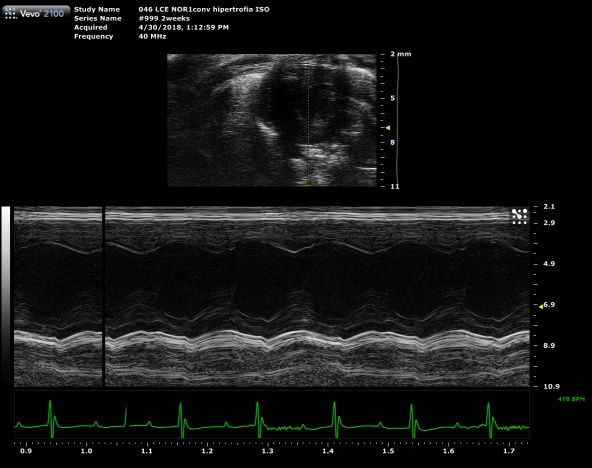 Vevo 2100
Study Name 046 LCE NOR1conv hipertrofia ISO
Series Name #999 2weeks
Acquired 4/30/2018, 1:12:59 PM
Frequency 40 MHz
2 mm
5
8
11
2.1
2.9
4.9
6.9
8.9
10.9
470 BPM
0.9 1.0 1.1 1.2 1.3 1.4 1.5 1.6 1.7